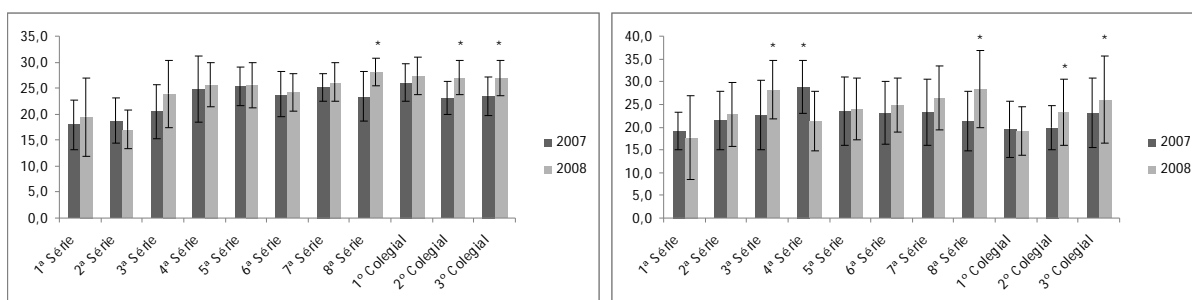 35,0
30,0
25,0
20,0
15,0
10,0
5,0
0,0
* * *
1ª Série
2ª Série
3ª Série
4ª Série
5ª Série
6ª Série
7ª Série
8ª Série
1º Colegial
2º Colegial
3º Colegial
2007
2008
40,0
35,0
30,0
25,0
20,0
15,0
10,0
5,0
0,0
* * * * *
1ª Série
2ª Série
3ª Série
4ª Série
5ª Série
6ª Série
7ª Série
8ª Série
1º Colegial
2º Colegial
3º Colegial
2007
2008